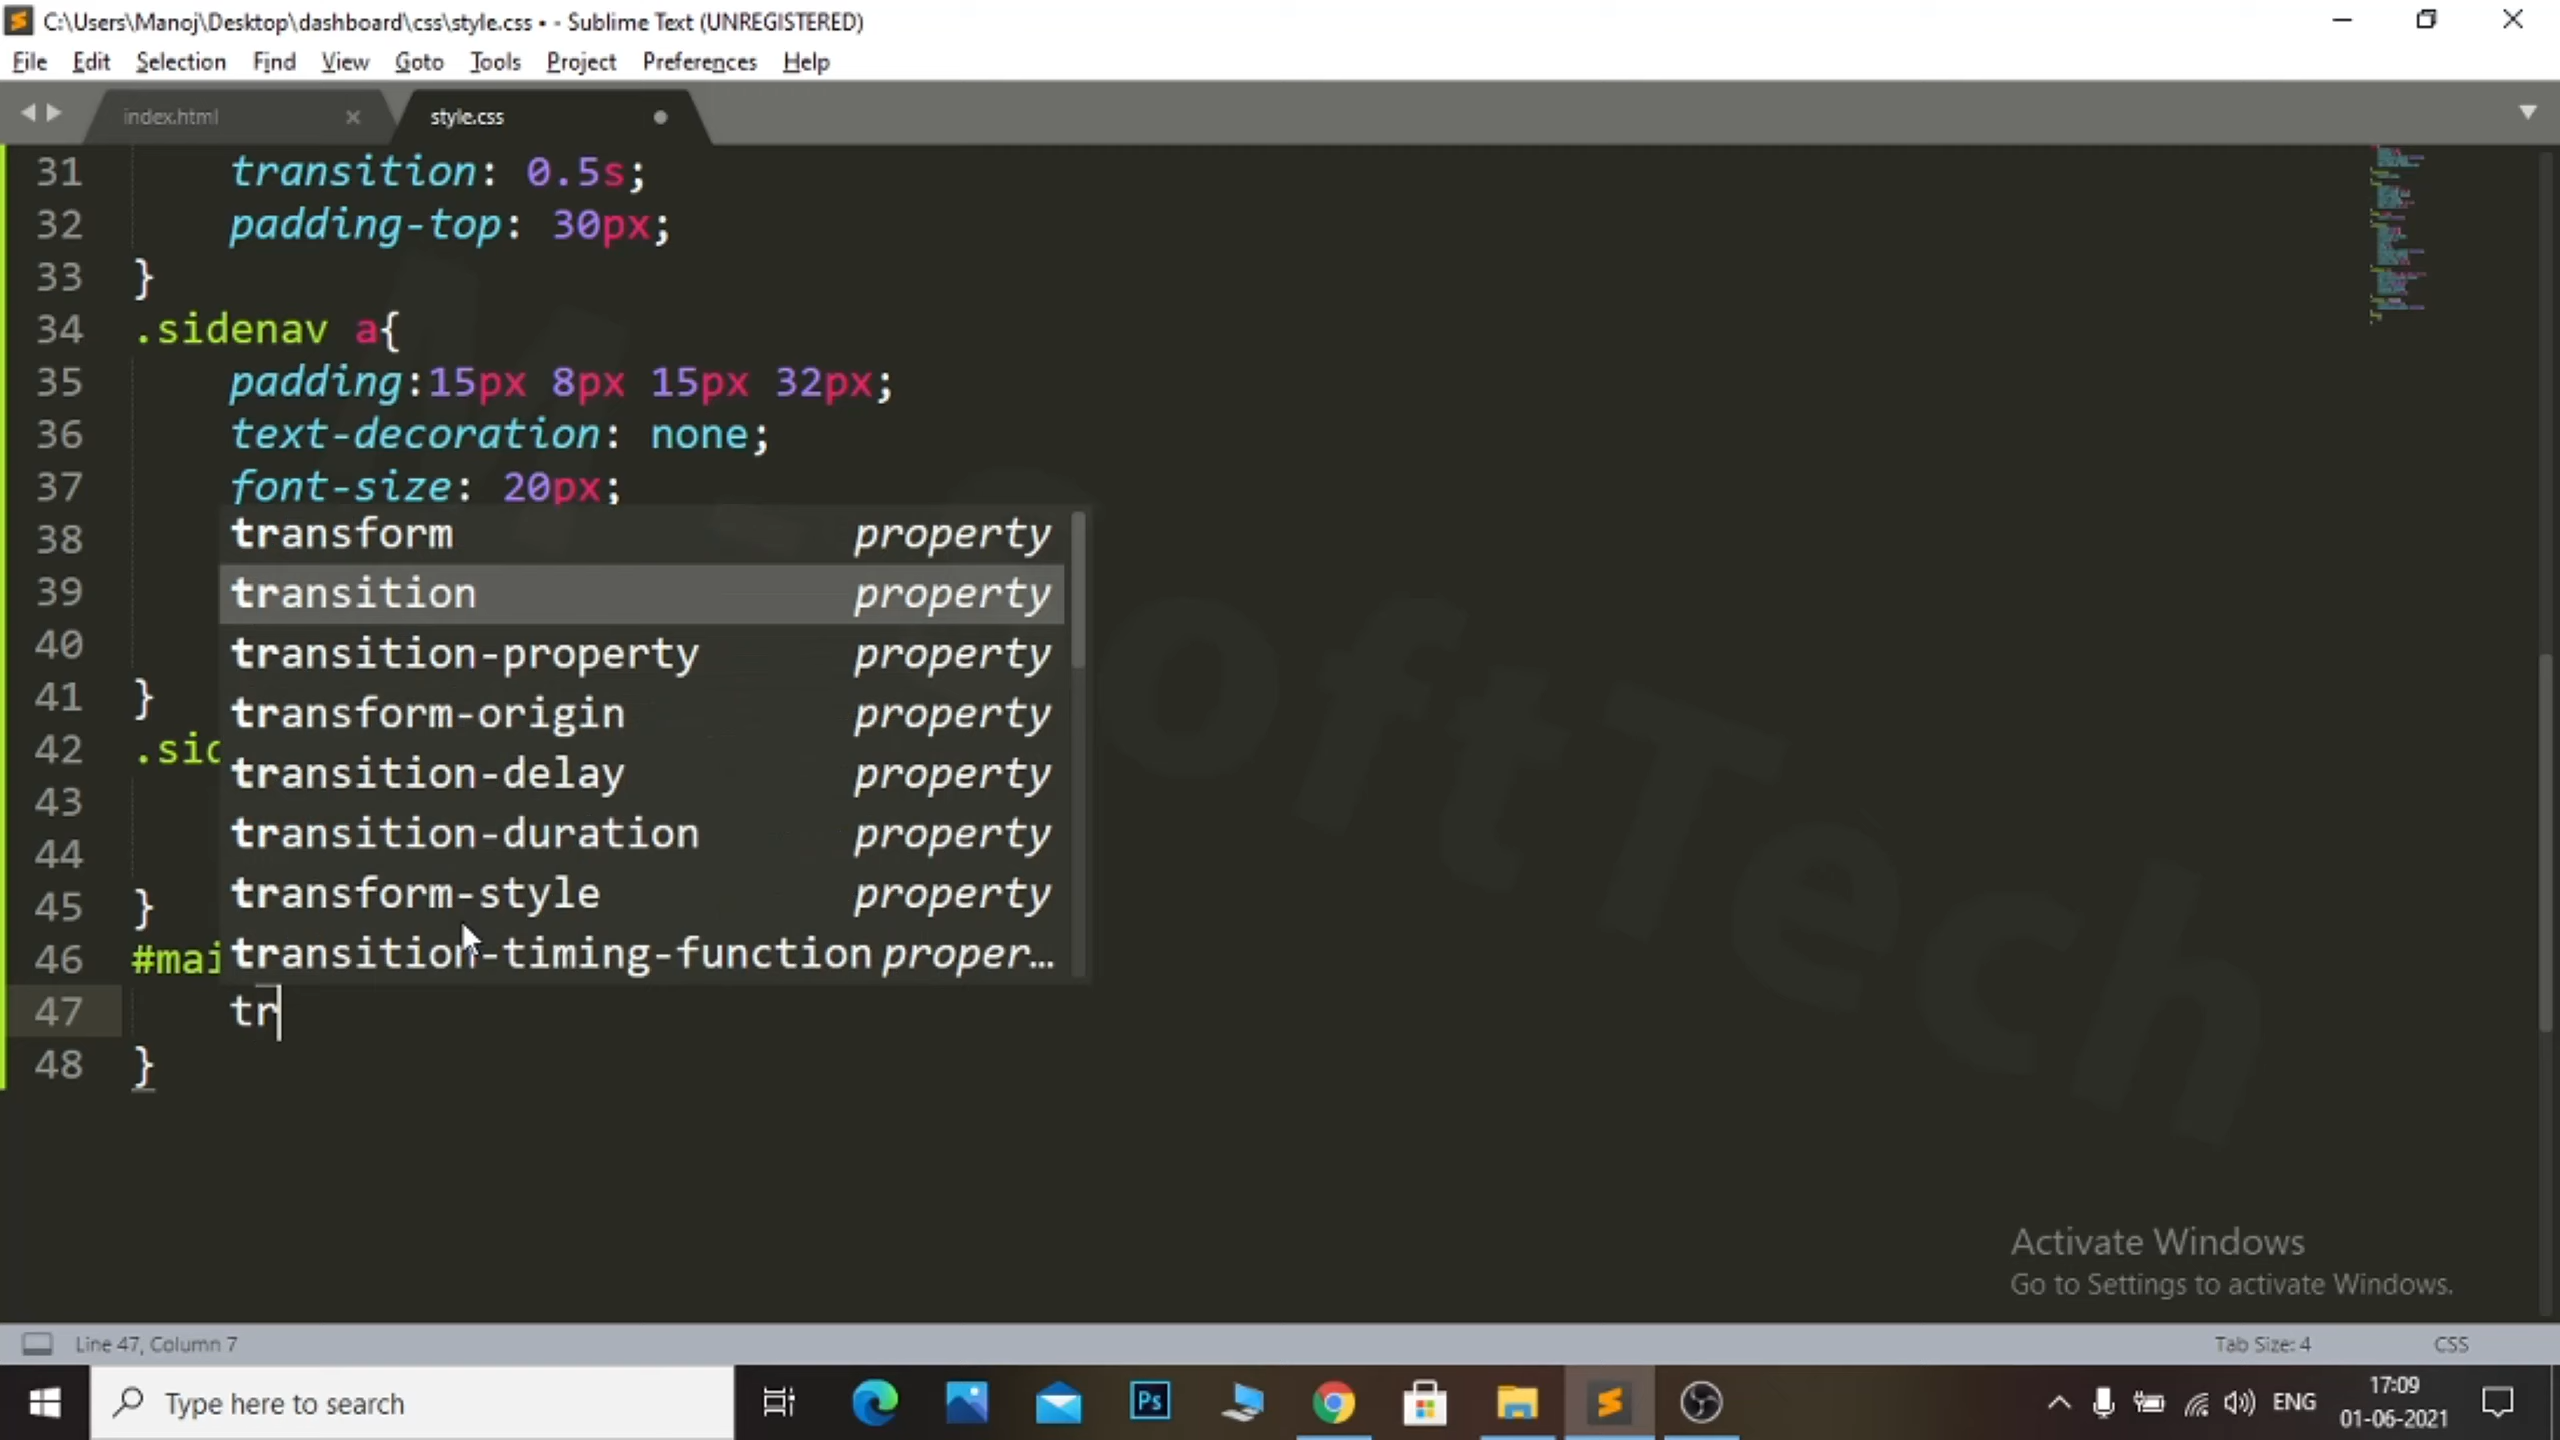 C:\Users\Manoj\Desktop\dashboard\css\style.css • - Sublime Text (UNREGISTERED)
File Edit Selection Find View Goto Tools Project Preferences Help
index.html style.css
31 transition: 0.5s;
32 padding-top: 30px;
33 }
34 .sidenav a{
35 padding:15px 8px 15px 32px;
36 text-decoration: none;
37 font-size: 20px;
38
39
40
41 }
42 .sid
43
44
45 }
46 #mai
47 tr
48 }
transform property
transition property
transition-property property
transform-origin property
transition-delay property
transition-duration property
transform-style property
transition-timing-function proper...
M-SoftTech
Activate Windows
Go to Settings to activate Windows.
Line 47, Column 7 Tab Size: 4 CSS
Type here to search
Ps
ENG
17:09
01-06-2021